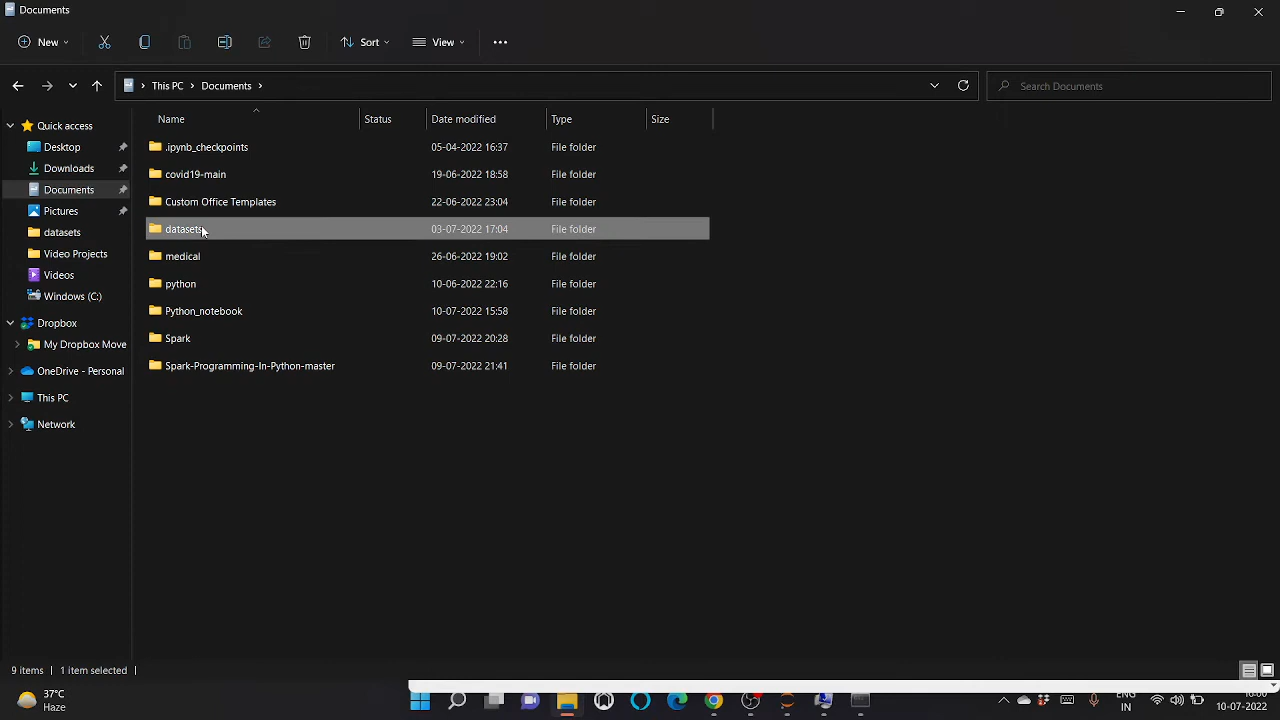 Documents
New Sort View
This PC > Documents >
Search Documents
Name Status Date modified Type Size
Quick access
Desktop
Downloads
Documents
Pictures
datasets
Video Projects
Videos
Windows (C:)
Dropbox
My Dropbox Move
OneDrive - Personal
This PC
Network
.ipynb_checkpoints 05-04-2022 16:37 File folder
covid19-main 19-06-2022 18:58 File folder
Custom Office Templates 22-06-2022 23:04 File folder
datasets 03-07-2022 17:04 File folder
medical 26-06-2022 19:02 File folder
python 10-06-2022 22:16 File folder
Python_notebook 10-07-2022 15:58 File folder
Spark 09-07-2022 20:28 File folder
Spark-Programming-In-Python-master 09-07-2022 21:41 File folder
9 items 1 item selected
37°C
Haze
ENG
IN
10-07-2022